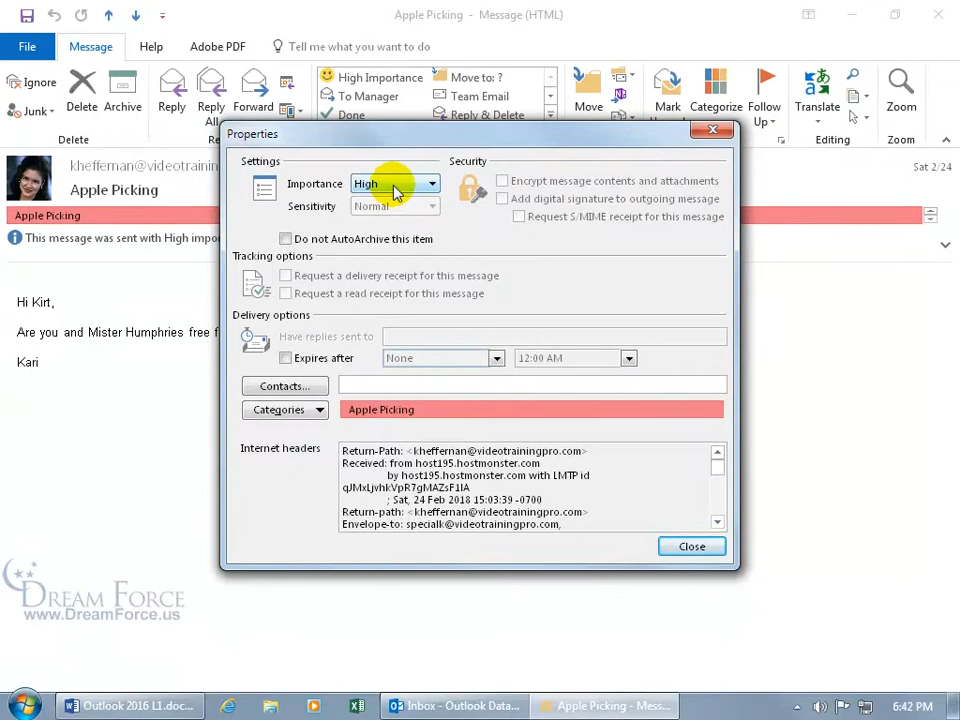 Apple Picking - Message (HTML)
File Message Help Adobe PDF Tell me what you want to do
Ignore
Junk
Delete
Archive
Reply
Reply All
Forward
High Importance
To Manager
Done
Move to: ?
Team Email
Reply & Delete
Move
Mark
Categorize
Follow Up
Translate
Zoom
Delete
Editing
Zoom
kheffernan@videotraining
Sat 2/24
Apple Picking
Apple Picking
This message was sent with High impor
Hi Kirt,
Are you and Mister Humphries free f
Kari
Properties
Settings
Importance High
Sensitivity Normal
Do not AutoArchive this item
Security
Encrypt message contents and attachments
Add digital signature to outgoing message
Request S/MIME receipt for this message
Tracking options
Request a delivery receipt for this message
Request a read receipt for this message
Delivery options
Have replies sent to
Expires after None 12:00 AM
Contacts...
Categories Apple Picking
Internet headers
Return-Path: <kheffernan@videotrainingpro.com>
Received: from host195.hostmonster.com
by host195.hostmonster.com with LMTP id
; Sat, 24 Feb 2018 15:03:39 -0700
Return-path: <kheffernan@videotrainingpro.com>
Envelope-to: specialk@videotrainingpro.com,
Close
DREAM FORCE
www.DreamForce.us
Outlook 2016 L1.doc...
Inbox - Outlook Data...
Apple Picking - Mess...
6:42 PM